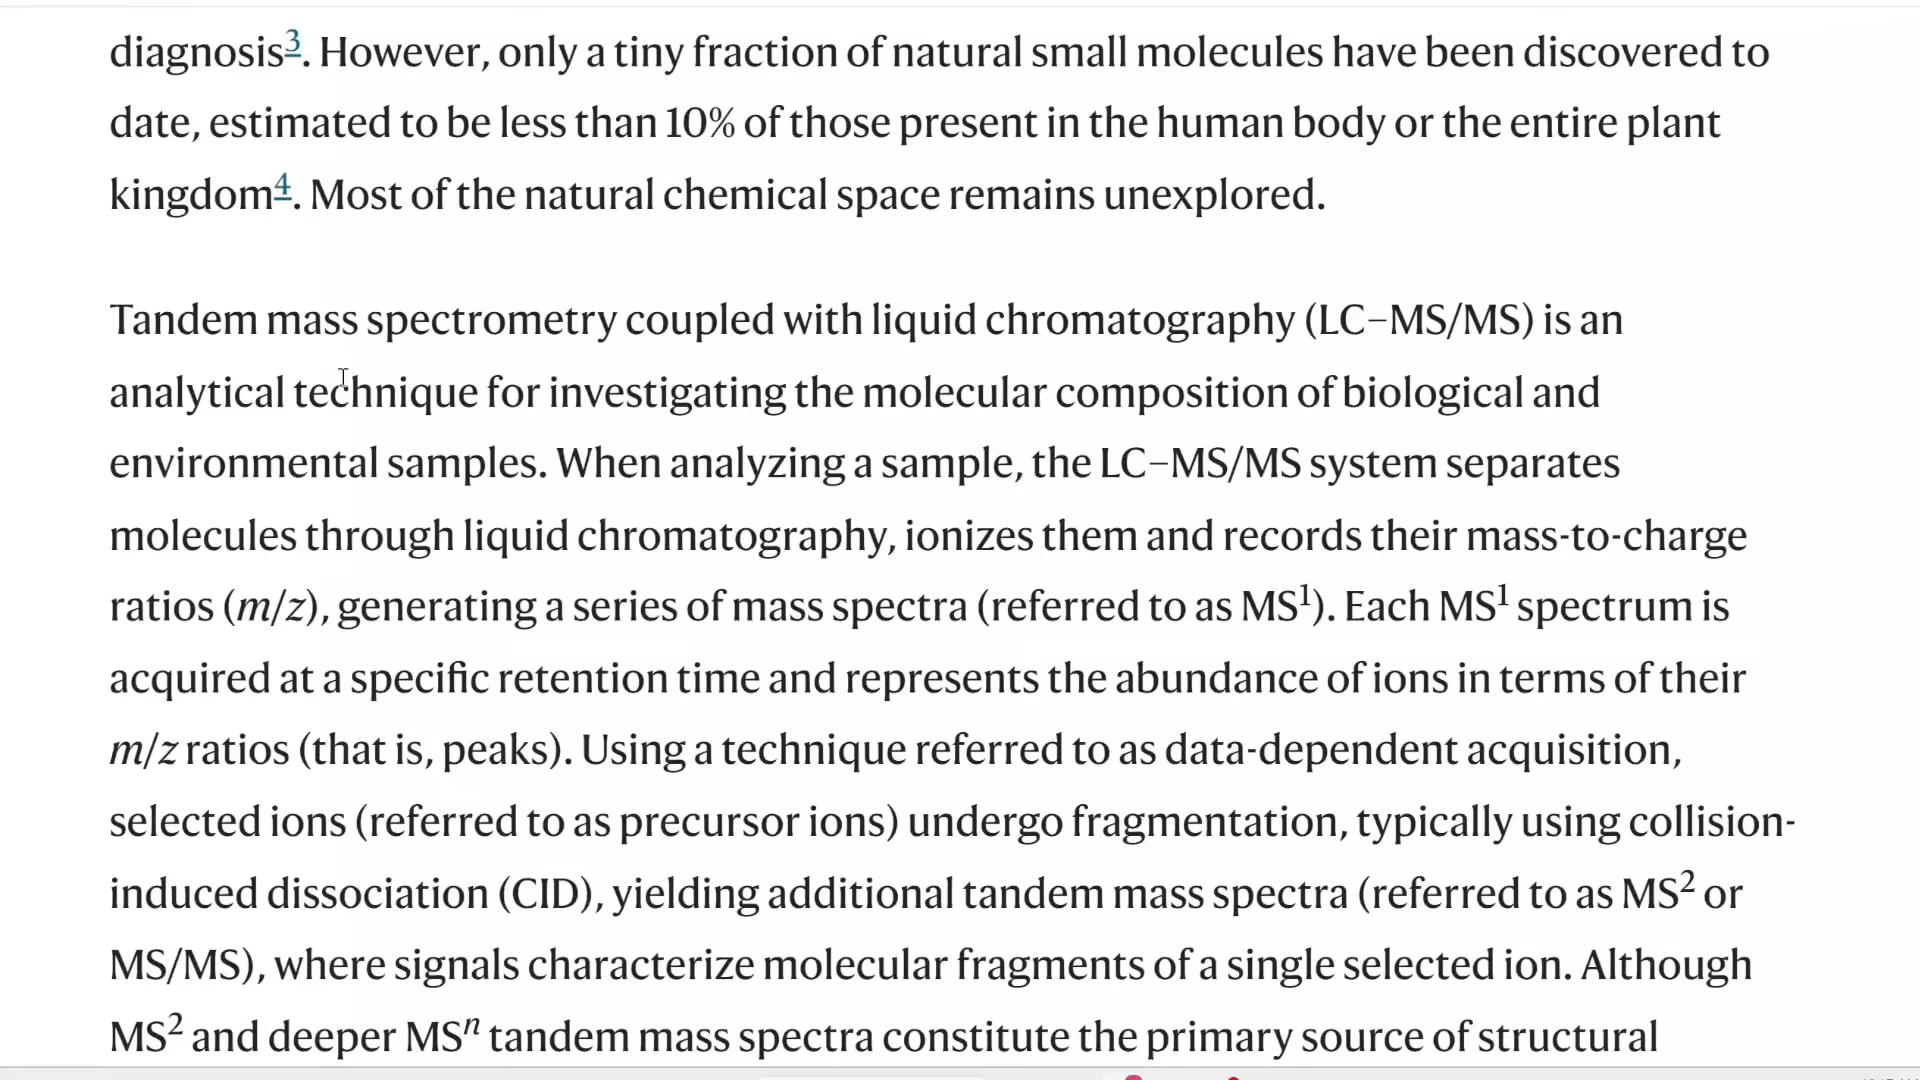 diagnosis3. However, only a tiny fraction of natural small molecules have been discovered to
date, estimated to be less than 10% of those present in the human body or the entire plant
kingdom4. Most of the natural chemical space remains unexplored.
Tandem mass spectrometry coupled with liquid chromatography (LC–MS/MS) is an
analytical technique for investigating the molecular composition of biological and
environmental samples. When analyzing a sample, the LC–MS/MS system separates
molecules through liquid chromatography, ionizes them and records their mass-to-charge
ratios (m/z), generating a series of mass spectra (referred to as MS1). Each MS1 spectrum is
acquired at a specific retention time and represents the abundance of ions in terms of their
m/z ratios (that is, peaks). Using a technique referred to as data-dependent acquisition,
selected ions (referred to as precursor ions) undergo fragmentation, typically using collision-
induced dissociation (CID), yielding additional tandem mass spectra (referred to as MS2 or
MS/MS), where signals characterize molecular fragments of a single selected ion. Although
MS2 and deeper MSn tandem mass spectra constitute the primary source of structural